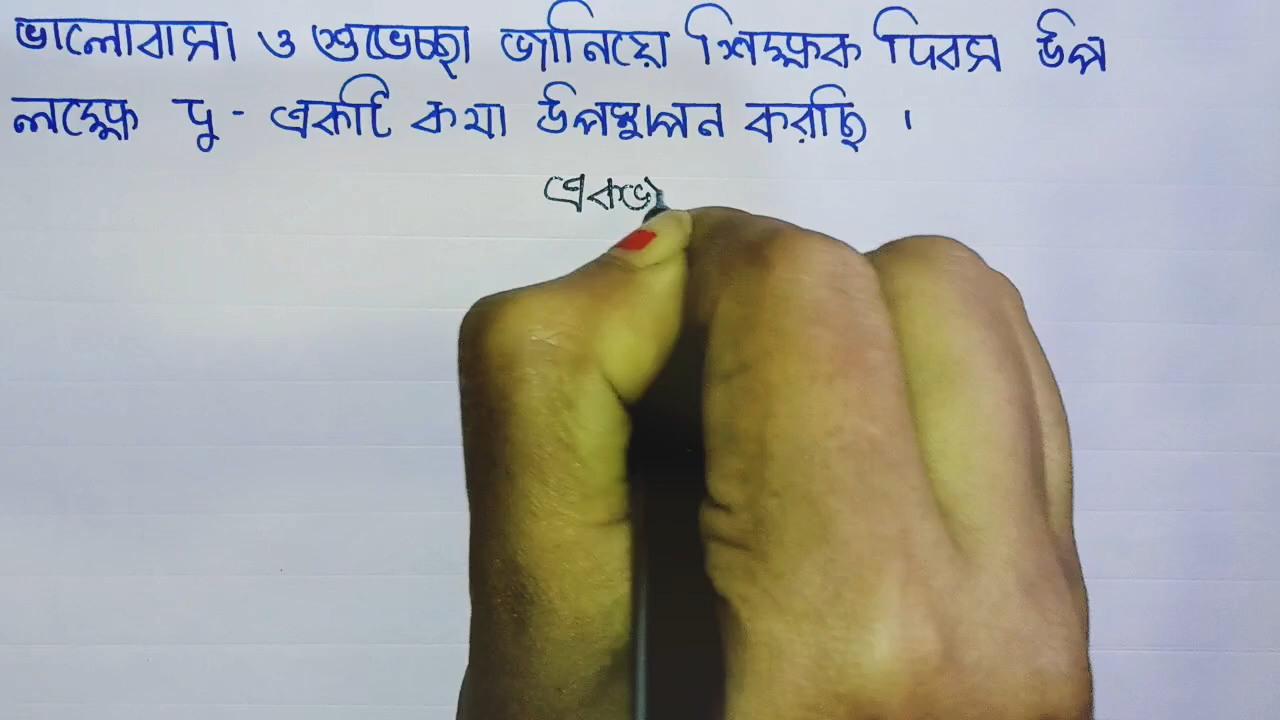 ভালোবাসা ও শুভেচ্ছা জানিয়ে শিক্ষক দিবস উপ
লক্ষে দু - একটি কথা উপস্থাপন করছি ।